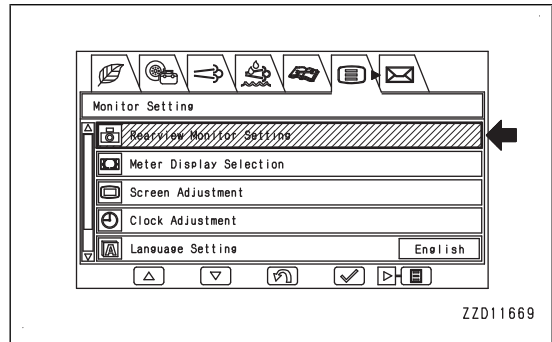 Monitor Setting
Rearview Monitor Setting
Meter Display Selection
Screen Adjustment
Clock Adjustment
A Language Setting English
ZZD11669